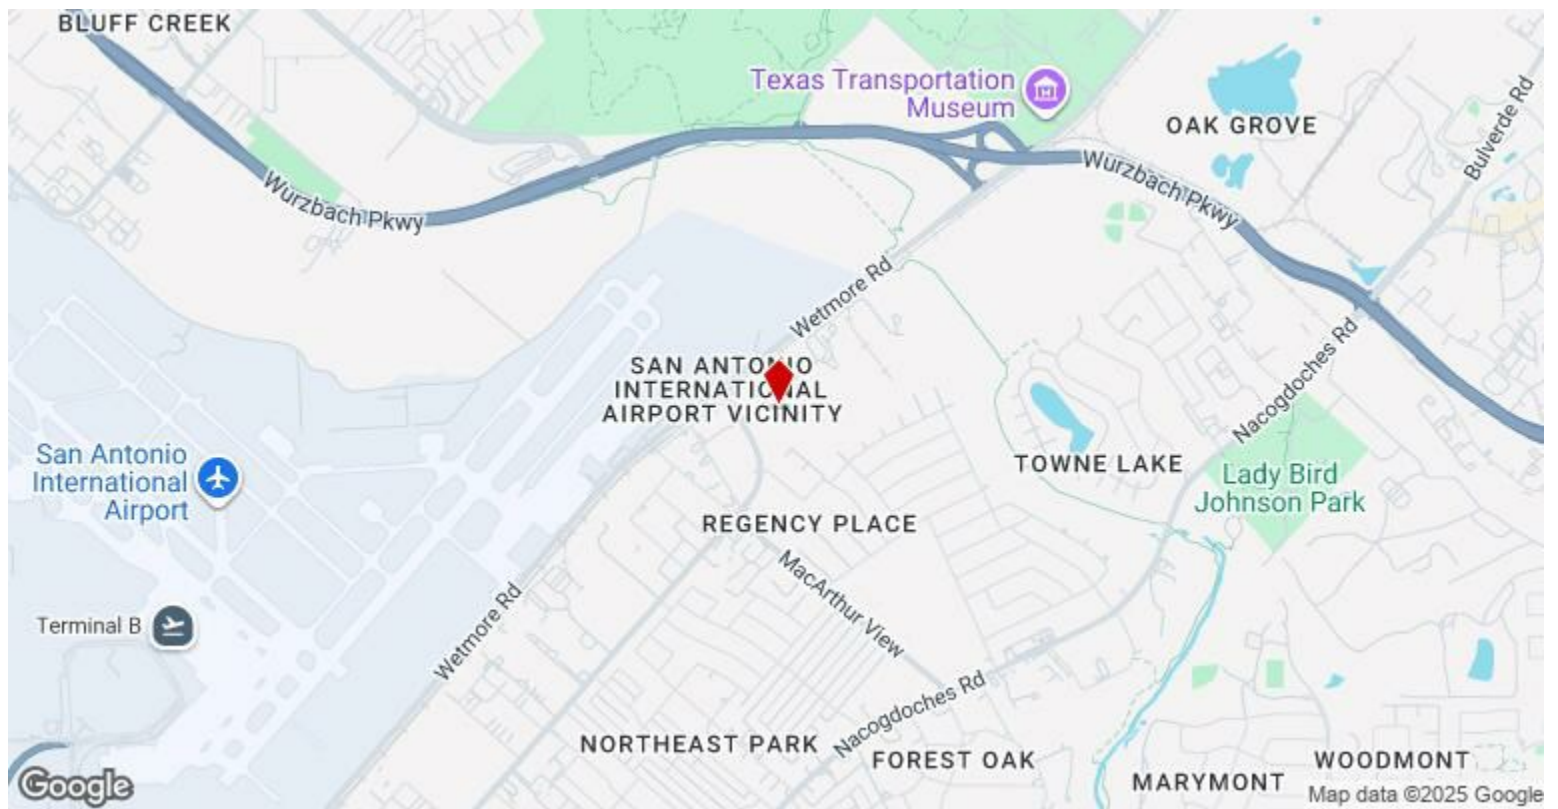 BLUFF CREEK
Texas Transportation
Museum
OAK GROVE
Bulverde Rd
Wurzbach Pkwy
Wurzbach Pkwy
Wetmore Rd
SAN ANTONIO
INTERNATIONAL
AIRPORT VICINITY
Nacogdoches Rd
San Antonio
International
Airport
TOWNE LAKE
Lady Bird
Johnson Park
REGENCY PLACE
MacArthur View
Terminal B
Wetmore Rd
Nacogdoches Rd
NORTHEAST PARK
FOREST OAK
WOODMONT
MARYMONT
Google
Map data ©2025 Google